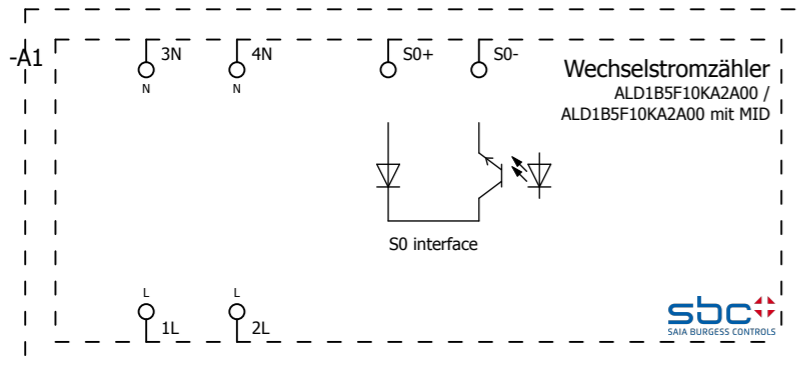 -A1
3N
4N
S0+
S0-
N
N
Wechselstromzähler
ALD1B5F10KA2A00 /
ALD1B5F10KA2A00 mit MID
S0 interface
L
L
1L
2L
sbc
SAIA BURGESS CONTROLS